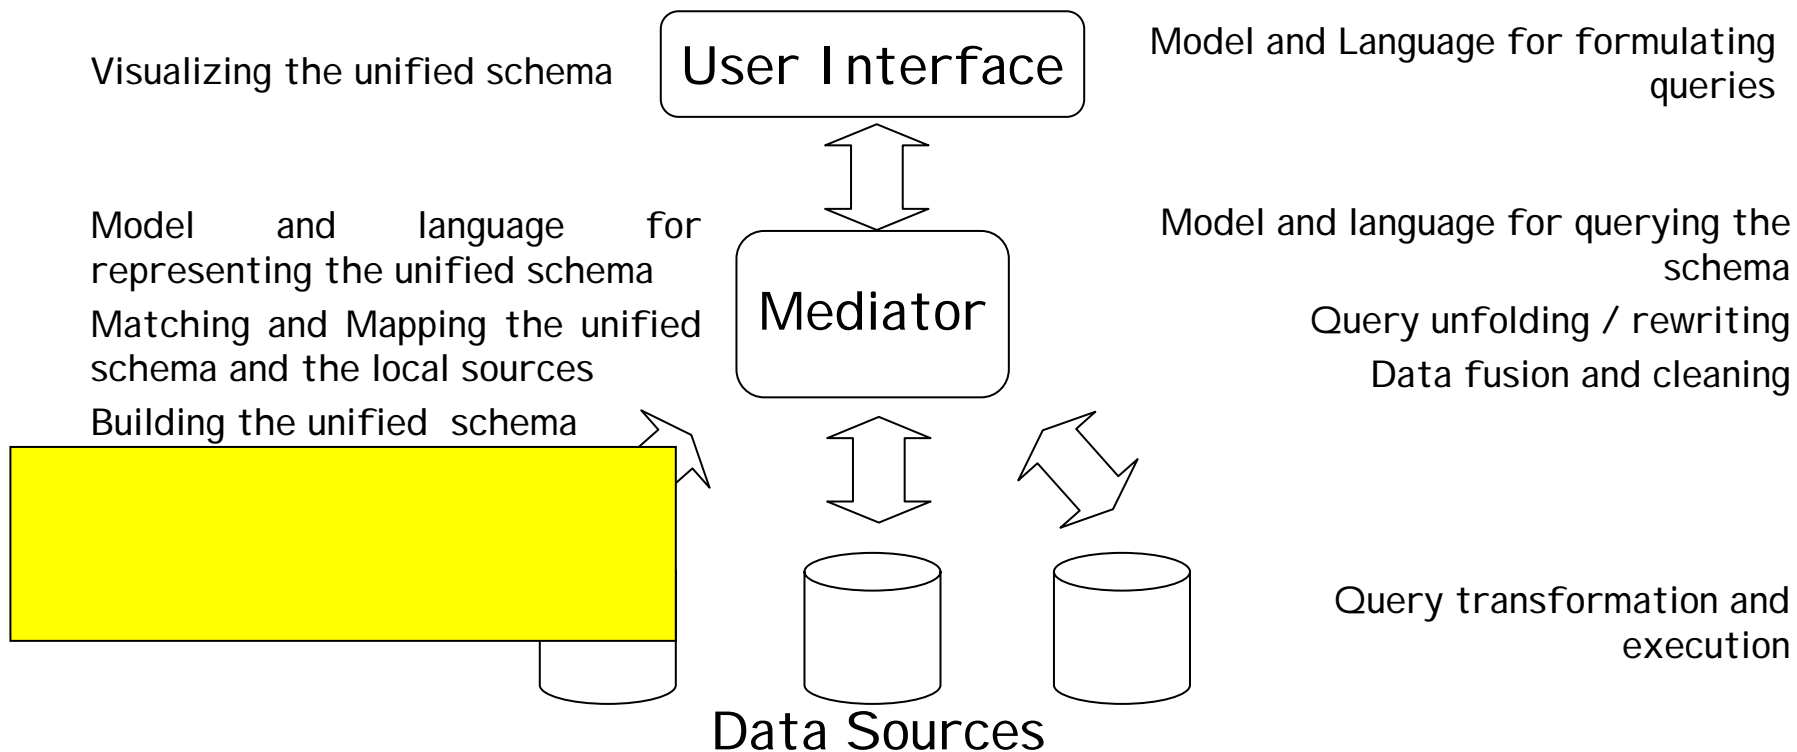 Visualizing the unified schema
User Interface
Model and Language for formulating
queries
Model and language for
representing the unified schema
Matching and Mapping the unified
schema and the local sources
Building the unified schema
Mediator
Model and language for querying the
schema
Query unfolding / rewriting
Data fusion and cleaning
Query transformation and
execution
Data Sources